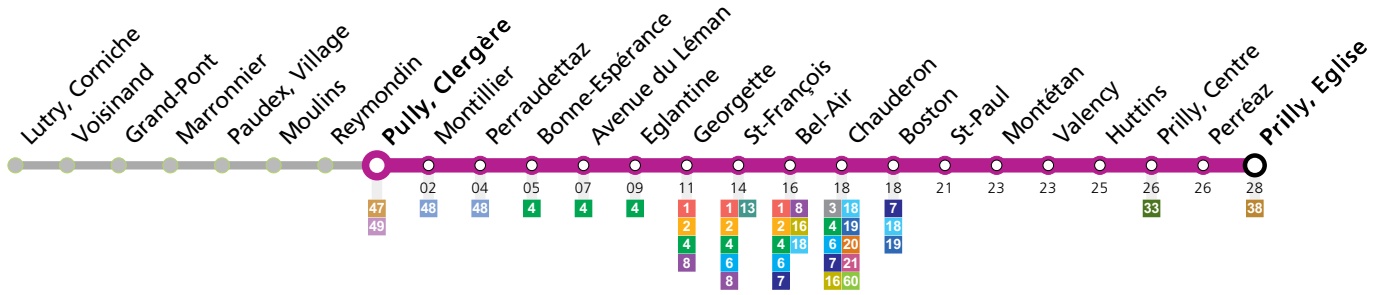 Lutry, Corniche
Voisinand
Grand-Pont
Marronnier
Paudex, Village
Moulins
Reymondin
Pully, Clergère
Montillier
Perraudettaz
Bonne-Espérance
Avenue du Léman
Eglantine
Georgette
St-François
Bel-Air
Chauderon
Boston
St-Paul
Montétan
Valency
Huttins
Prilly, Centre
Perréaz
Prilly, Eglise
02 04 05 07 09 11 14 16 18 18 21 23 23 25 26 26 28
47 48 48 4 4 4 1 1 13 1 8 3 18 7 33 38
49 2 2 2 16 4 19 18
4 4 4 18 6 20 19
8 6 6 7 21
8 7 16 60